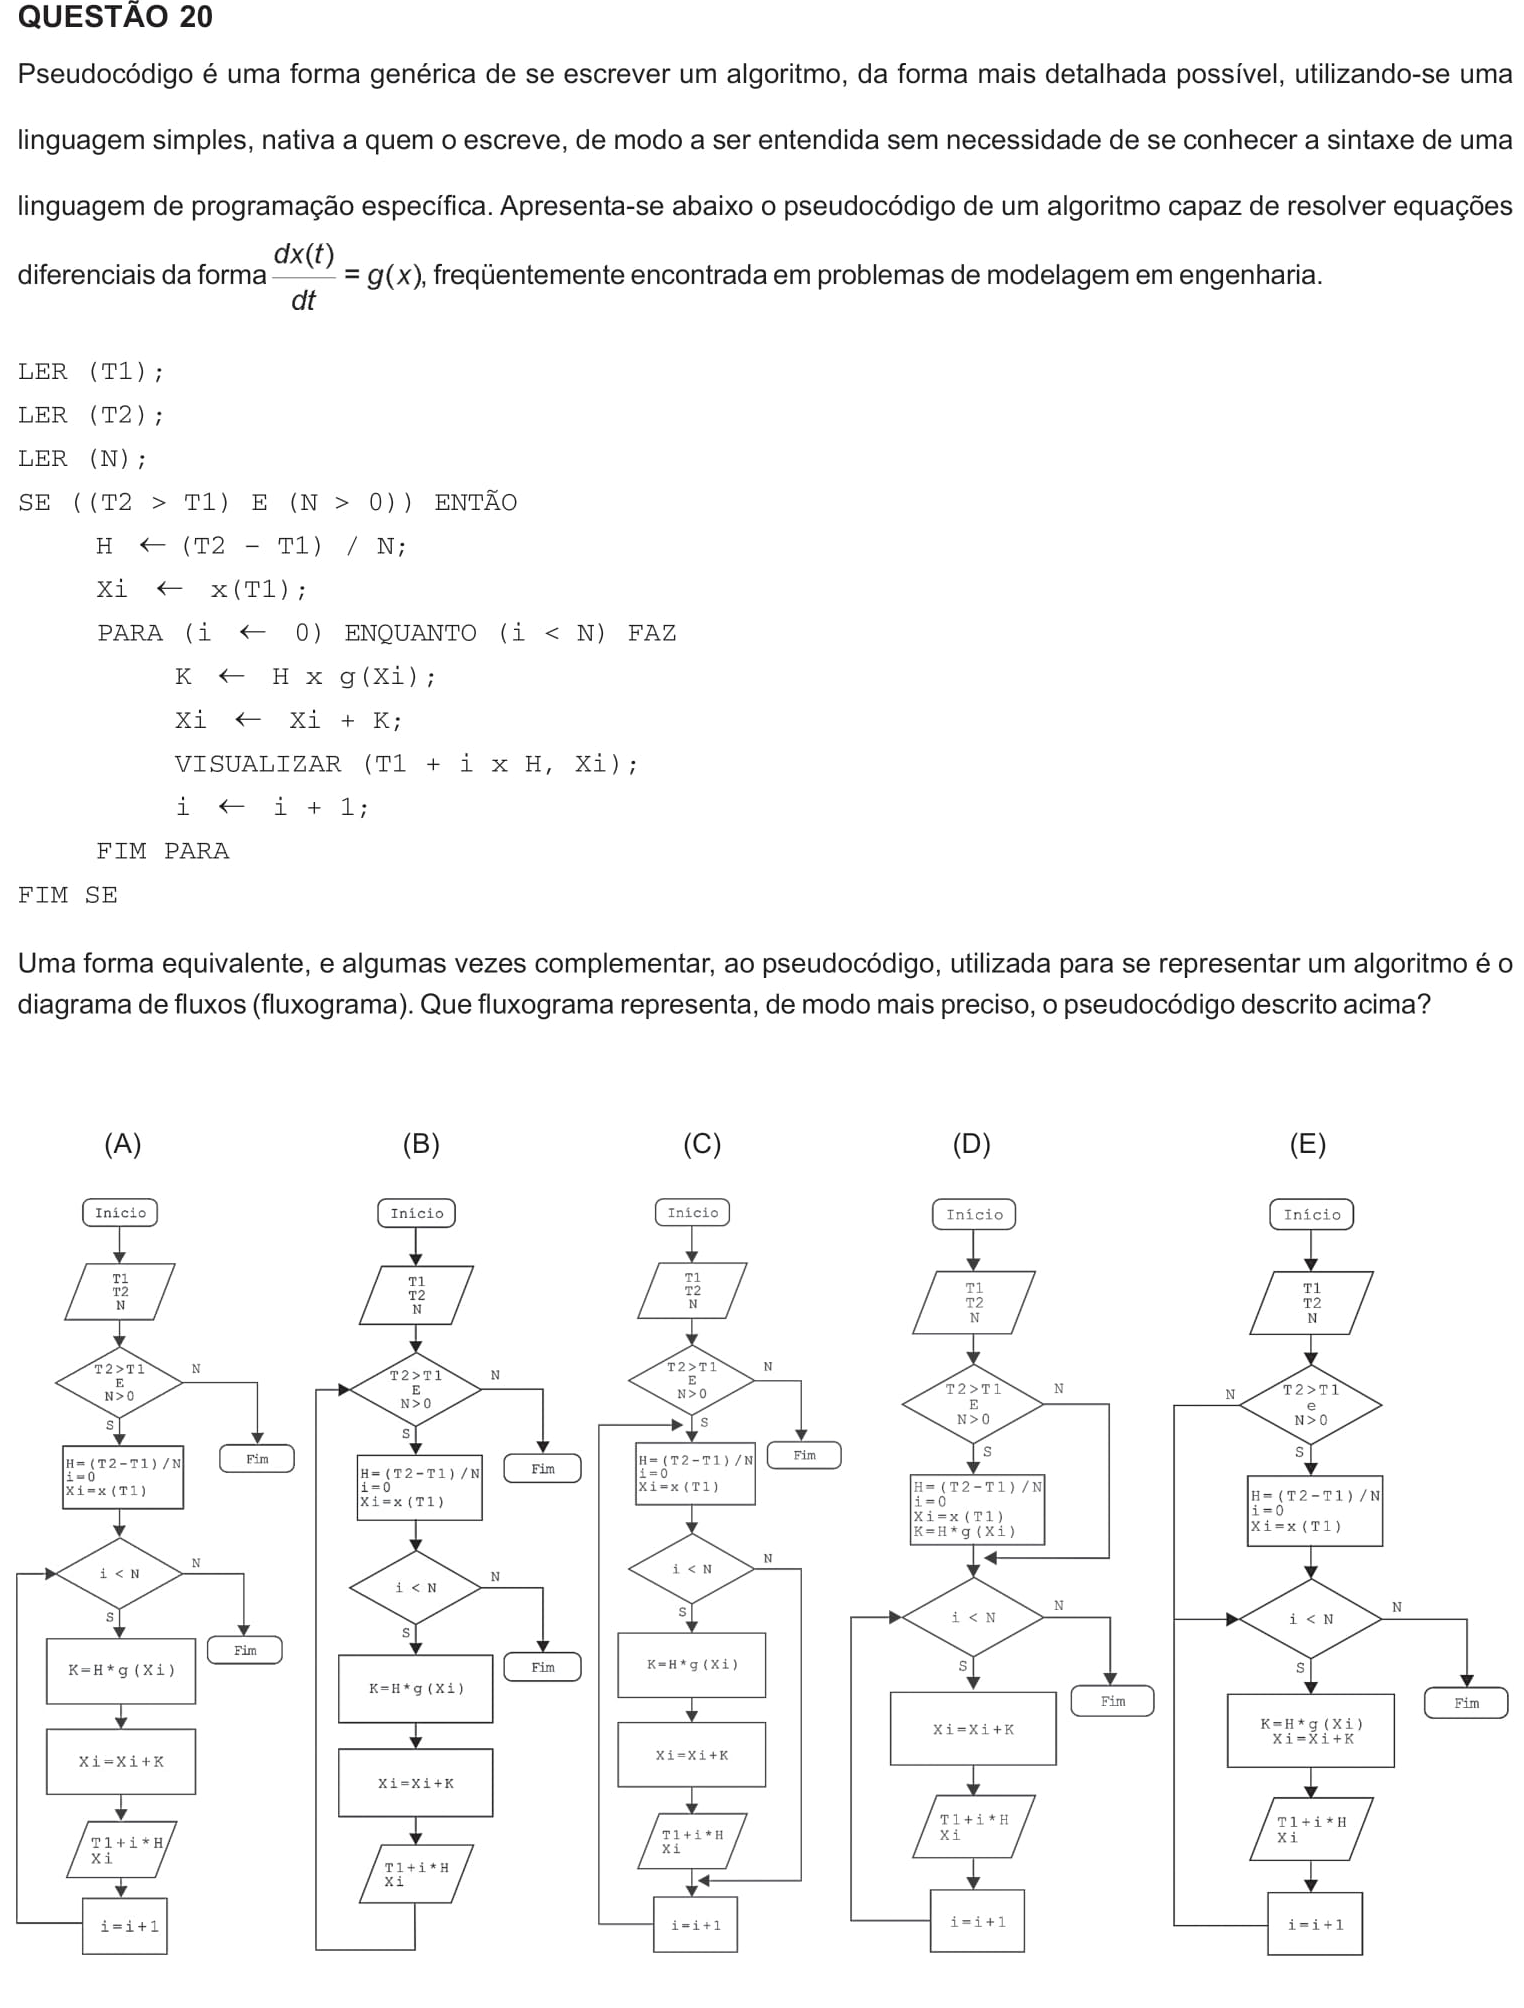 QUESTÃO 20
Pseudocódigo é uma forma genérica de se escrever um algoritmo, da forma mais detalhada possível, utilizando-se uma
linguagem simples, nativa a quem o escreve, de modo a ser entendida sem necessidade de se conhecer a sintaxe de uma
linguagem de programação específica. Apresenta-se abaixo o pseudocódigo de um algoritmo capaz de resolver equações
diferenciais da forma dx(t)/dt = g(x), freqüentemente encontrada em problemas de modelagem em engenharia.
LER (T1);
LER (T2);
LER (N);
SE ((T2 > T1) E (N > 0)) ENTÃO
H ← (T2 - T1) / N;
Xi ← x(T1);
PARA (i ← 0) ENQUANTO (i < N) FAZ
K ← H x g(Xi);
Xi ← Xi + K;
VISUALIZAR (T1 + i x H, Xi);
i ← i + 1;
FIM PARA
FIM SE
Uma forma equivalente, e algumas vezes complementar, ao pseudocódigo, utilizada para se representar um algoritmo é o
diagrama de fluxos (fluxograma). Que fluxograma representa, de modo mais preciso, o pseudocódigo descrito acima?
(A)
Início
T1
T2
N
T2>T1
E
N>0
N
S
Fim
H=(T2-T1)/N
i=0
Xi=x(T1)
i < N
N
S
Fim
K=H*g(Xi)
Xi=Xi+K
T1+i*H
Xi
i=i+1
(B)
Início
T1
T2
N
T2>T1
E
N>0
N
S
Fim
H=(T2-T1)/N
i=0
Xi=x(T1)
i < N
N
S
Fim
K=H*g(Xi)
Xi=Xi+K
T1+i*H
Xi
(C)
Início
T1
T2
N
T2>T1
E
N>0
N
S
Fim
H=(T2-T1)/N
i=0
Xi=x(T1)
i < N
N
S
K=H*g(Xi)
Xi=Xi+K
T1+i*H
Xi
i=i+1
(D)
Início
T1
T2
N
T2>T1
E
N>0
N
S
H=(T2-T1)/N
i=0
Xi=x(T1)
K=H*g(Xi)
i < N
N
S
Fim
Xi=Xi+K
T1+i*H
Xi
i=i+1
(E)
Início
T1
T2
N
T2>T1
e
N>0
N
S
H=(T2-T1)/N
i=0
Xi=x(T1)
i < N
N
S
Fim
K=H*g(Xi)
Xi=Xi+K
T1+i*H
Xi
i=i+1